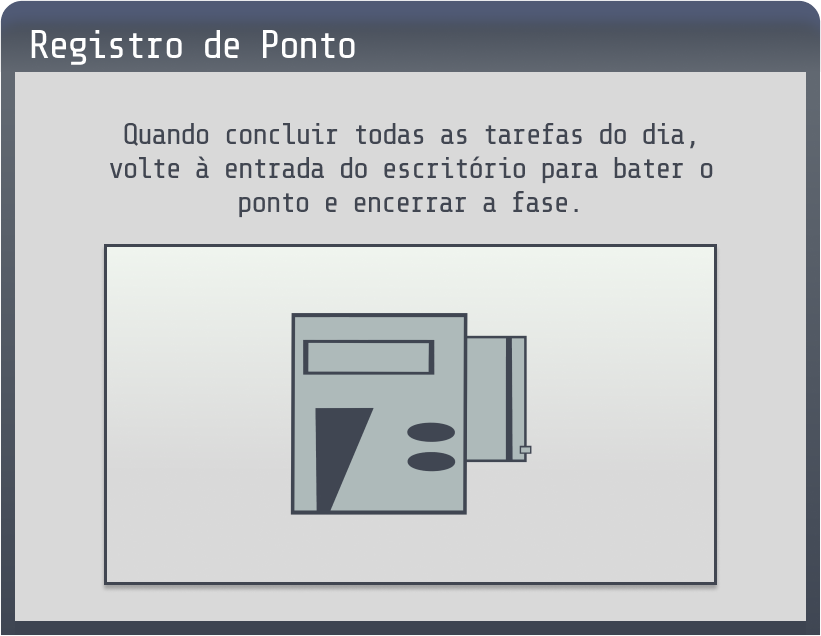 Registro de Ponto
Quando concluir todas as tarefas do dia,
volte à entrada do escritório para bater o
ponto e encerrar a fase.